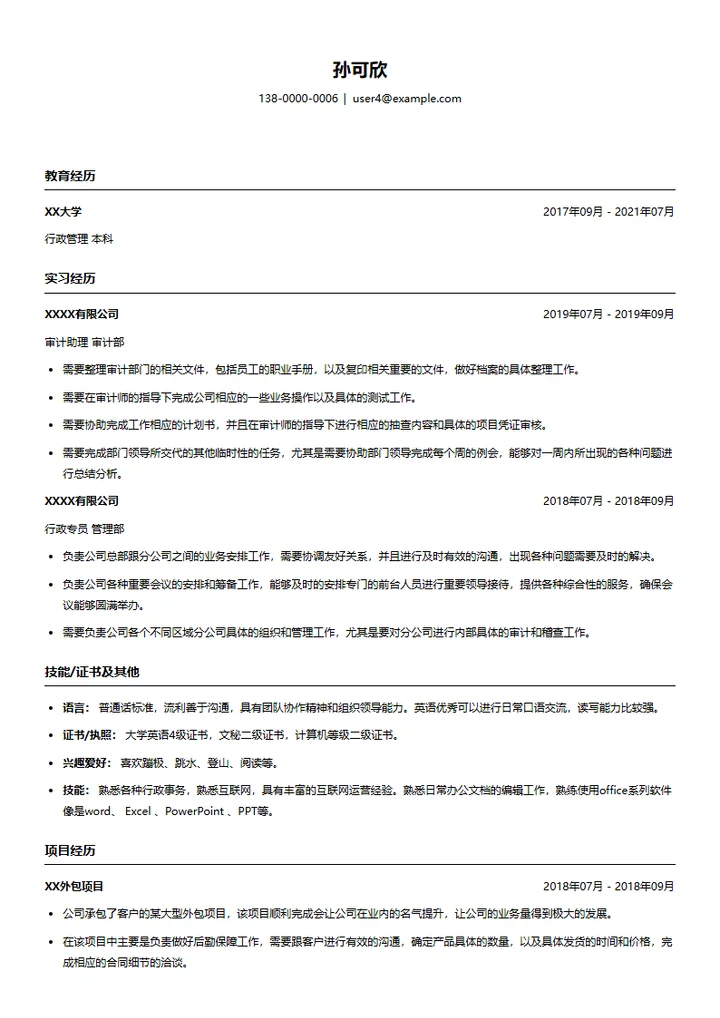 孙可欣
138-0000-0006 | user4@example.com
教育经历
XX大学 2017年09月 - 2021年07月
行政管理 本科
实习经历
XXXX有限公司 2019年07月 - 2019年09月
审计助理 审计部
• 需要整理审计部门的相关文件，包括员工的职业手册，以及复印相关重要的文件，做好档案的具体整理工作。
• 需要在审计师的指导下完成公司相应的一些业务操作以及具体的测试工作。
• 需要协助完成工作相应的计划书，并且在审计师的指导下进行相应的抽查内容和具体的项目凭证审核。
• 需要完成部门领导所交代的其他临时性的任务，尤其是需要协助部门领导完成每个周的例会，能够对一周内所出现的各种问题进
行总结分析。
XXXX有限公司 2018年07月 - 2018年09月
行政专员 管理部
• 负责公司总部跟分公司之间的业务安排工作，需要协调友好关系，并且进行及时有效的沟通，出现各种问题需要及时的解决。
• 负责公司各种重要会议的安排和筹备工作，能够及时的安排专门的前台人员进行重要领导接待，提供各种综合性的服务，确保会
议能够圆满举办。
• 需要负责公司各个不同区域分公司具体的组织和管理工作，尤其是要对分公司进行内部具体的审计和稽查工作。
技能/证书及其他
• 语言： 普通话标准，流利善于沟通，具有团队协作精神和组织领导能力。英语优秀可以进行日常口语交流，读写能力比较强。
• 证书/执照： 大学英语4级证书，文秘二级证书，计算机等级二级证书。
• 兴趣爱好： 喜欢蹦极、跳水、登山、阅读等。
• 技能： 熟悉各种行政事务，熟悉互联网，具有丰富的互联网运营经验。熟悉日常办公文档的编辑工作，熟练使用office系列软件
像是word、 Excel 、PowerPoint 、PPT等。
项目经历
XX外包项目 2018年07月 - 2018年09月
• 公司承包了客户的某大型外包项目，该项目顺利完成会让公司在业内的名气提升，让公司的业务量得到极大的发展。
• 在该项目中主要是负责做好后勤保障工作，需要跟客户进行有效的沟通，确定产品具体的数量，以及具体发货的时间和价格，完
成相应的合同细节的洽谈。